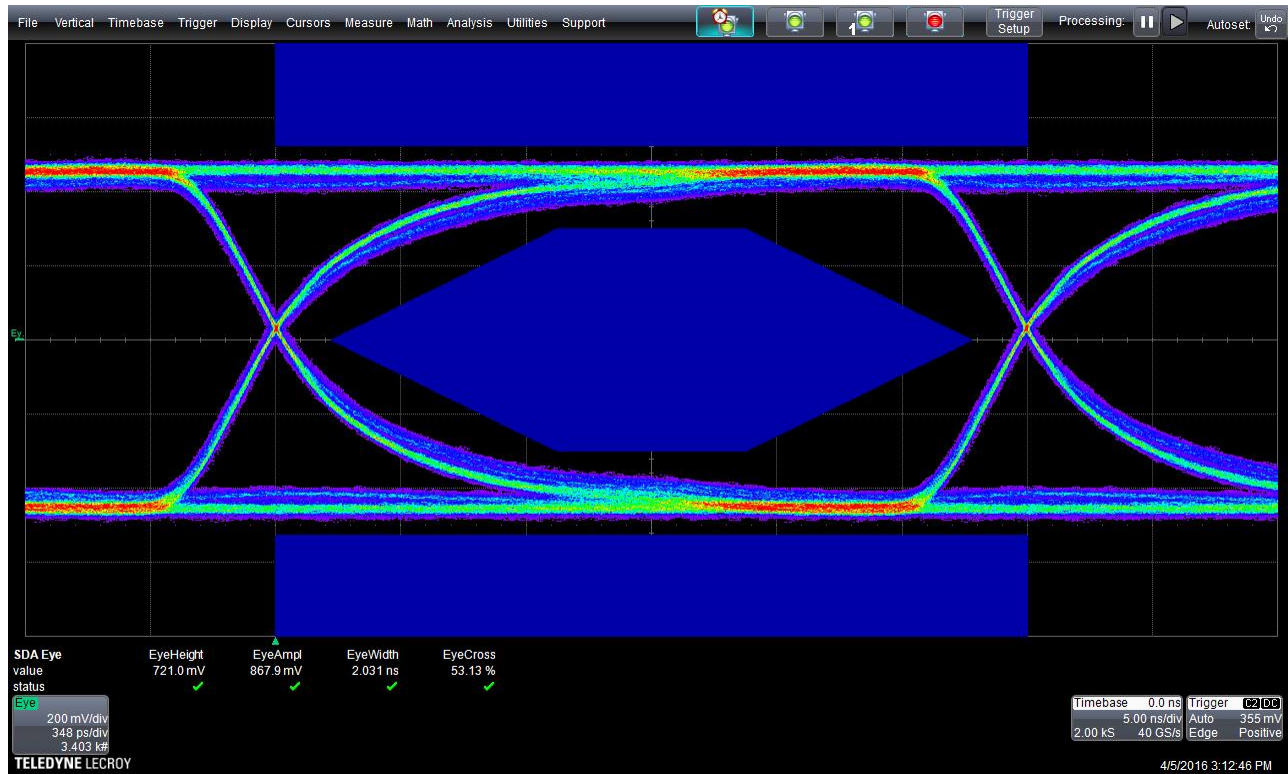 File Vertical Timebase Trigger Display Cursors Measure Math Analysis Utilities Support 1 Trigger Setup Processing: Autoset: Undo
Ey
SDA Eye EyeHeight EyeAmpl EyeWidth EyeCross
value 721.0 mV 867.9 mV 2.031 ns 53.13 %
status
Eye
200 mV/div
348 ps/div
3.403 k#
Timebase 0.0 ns
5.00 ns/div
2.00 kS 40 GS/s
Trigger C2 DC
Auto 355 mV
Edge Positive
TELEDYNE LECROY
4/5/2016 3:12:46 PM